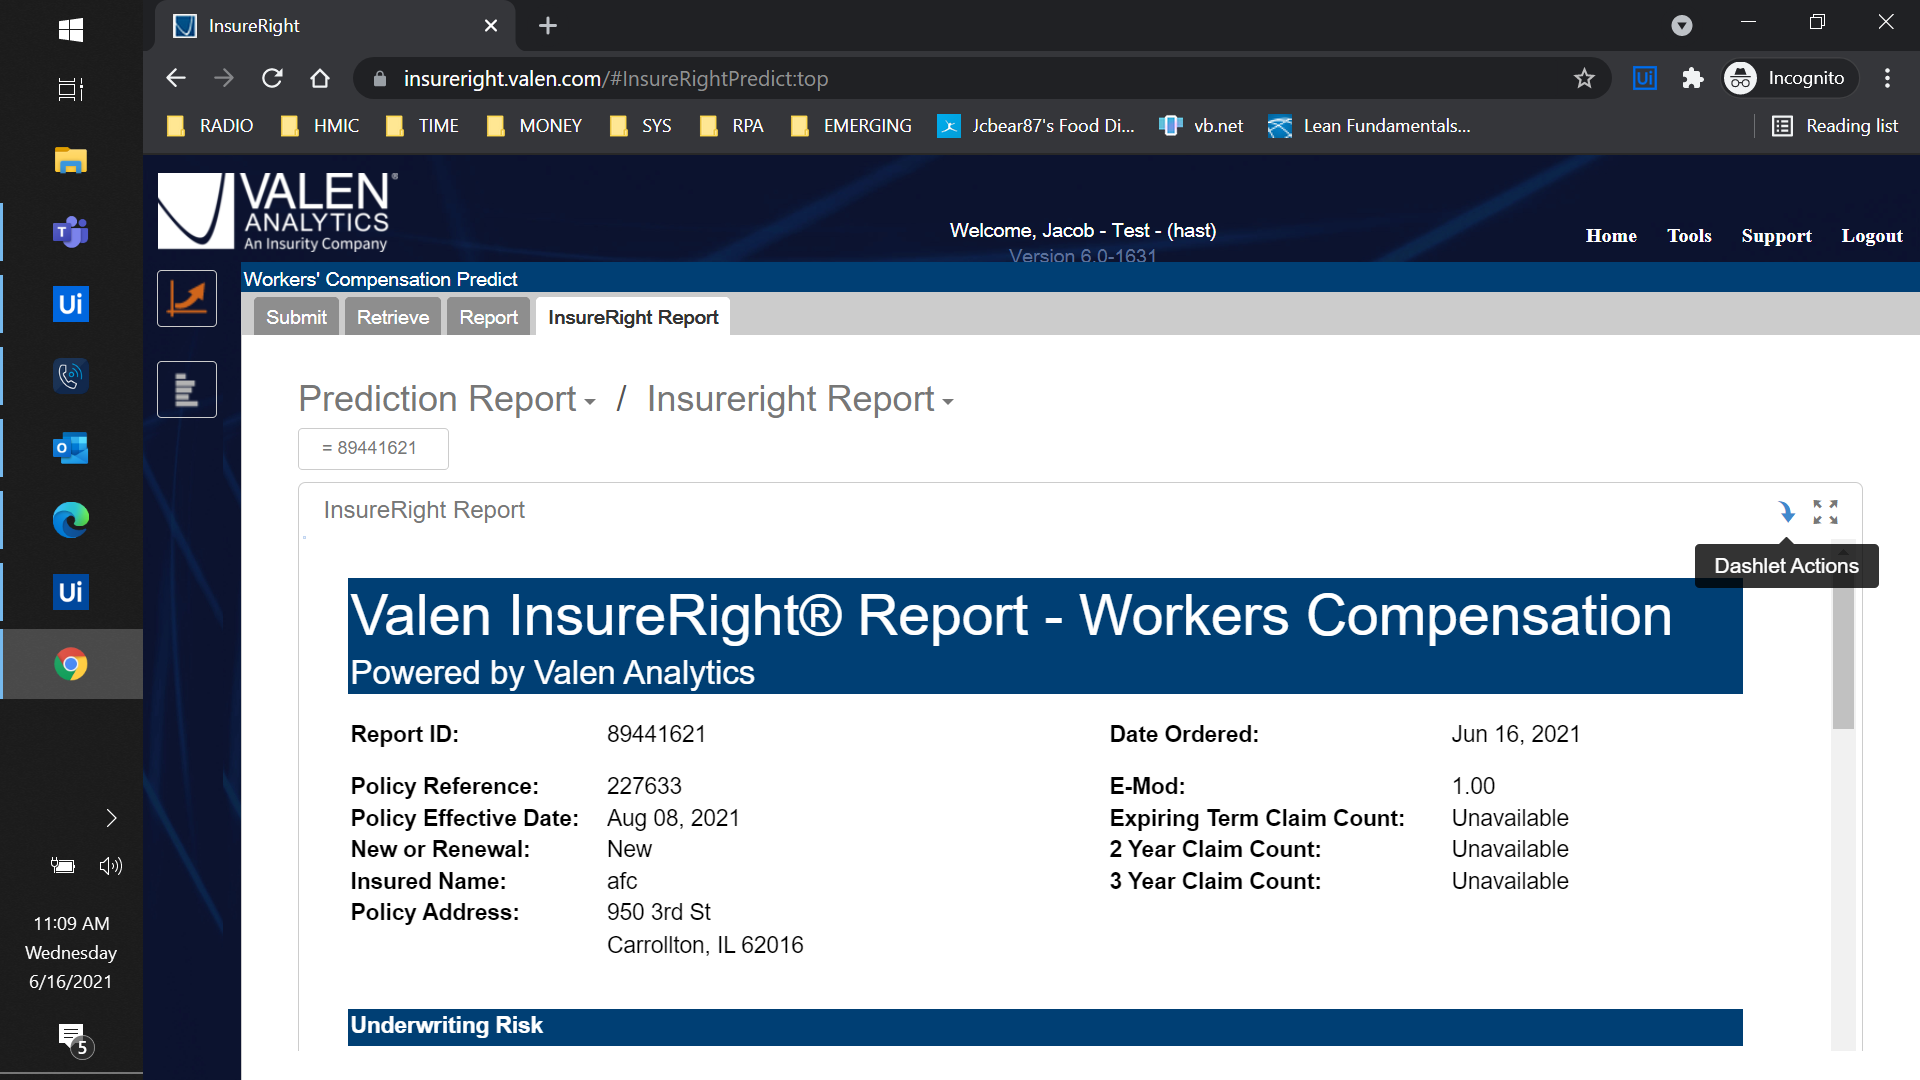 InsureRight
insureright.valen.com/#InsureRightPredict:top
Incognito
RADIO HMIC TIME MONEY SYS RPA EMERGING Jcbear87's Food Di... vb.net Lean Fundamentals... Reading list
VALEN®
ANALYTICS
An Insurity Company
Welcome, Jacob - Test - (hast)
Version 6.0-1631
Home Tools Support Logout
Workers' Compensation Predict
Submit Retrieve Report InsureRight Report
Prediction Report / Insureright Report
= 89441621
InsureRight Report
Dashlet Actions
Valen InsureRight® Report - Workers Compensation
Powered by Valen Analytics
Report ID: 89441621 Date Ordered: Jun 16, 2021
Policy Reference: 227633 E-Mod: 1.00
Policy Effective Date: Aug 08, 2021 Expiring Term Claim Count: Unavailable
New or Renewal: New 2 Year Claim Count: Unavailable
Insured Name: afc 3 Year Claim Count: Unavailable
Policy Address: 950 3rd St
Carrollton, IL 62016
Underwriting Risk
Ui
Ui
Ui
11:09 AM
Wednesday
6/16/2021
5